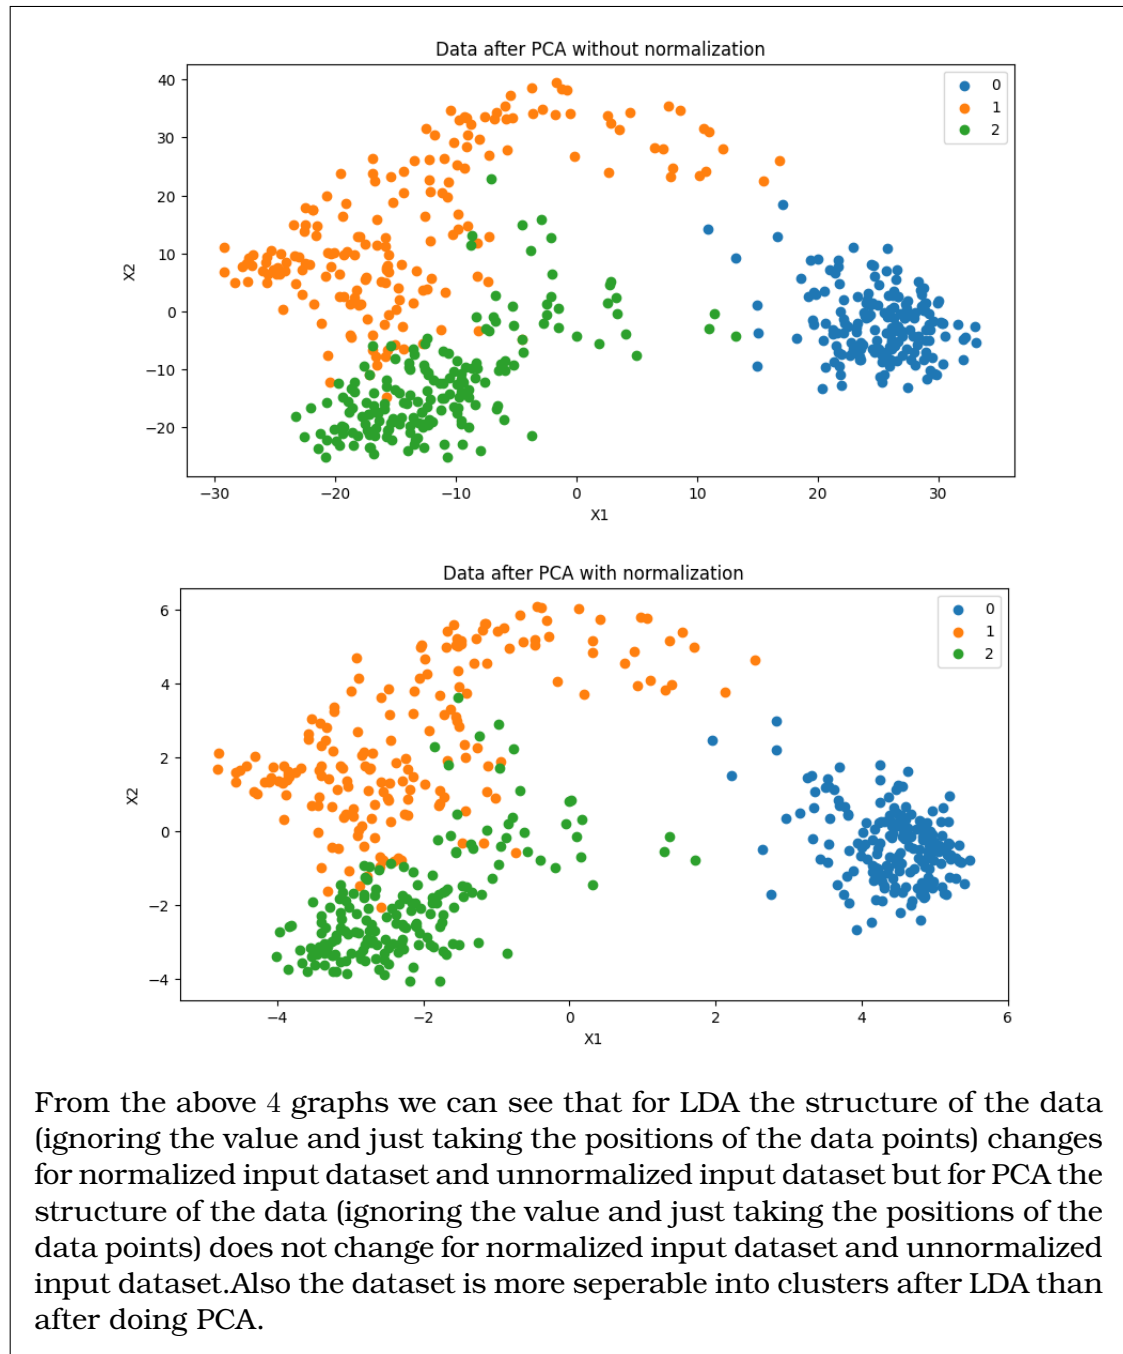 Data after PCA without normalization
0
1
2
40
30
20
10
0
−10
−20
X2
−30
−20
−10
0
10
20
30
X1
Data after PCA with normalization
0
1
2
6
4
2
0
−2
−4
X2
−4
−2
0
2
4
6
X1
From the above 4 graphs we can see that for LDA the structure of the data
(ignoring the value and just taking the positions of the data points) changes
for normalized input dataset and unnormalized input dataset but for PCA the
structure of the data (ignoring the value and just taking the positions of the
data points) does not change for normalized input dataset and unnormalized
input dataset.Also the dataset is more seperable into clusters after LDA than
after doing PCA.